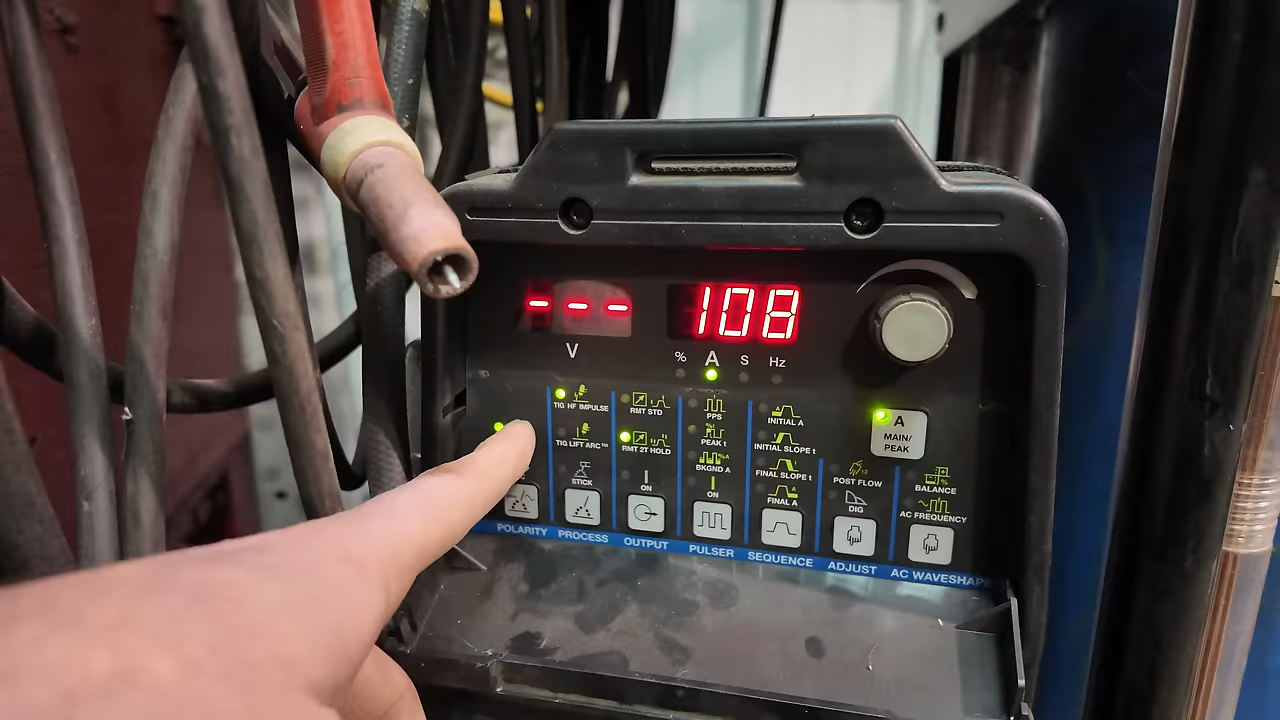 - - -
108
V
% A S Hz
TIG HF IMPULSE
TIG LIFT ARC™
STICK
RMT STD
RMT 2T HOLD
ON
PPS
PEAK t
%A
BKGND A
ON
INITIAL A
INITIAL SLOPE t
FINAL SLOPE t
FINAL A
POST FLOW
DIG
A
MAIN/
PEAK
BALANCE
AC FREQUENCY
POLARITY
PROCESS
OUTPUT
PULSER
SEQUENCE
ADJUST
AC WAVESHAPE